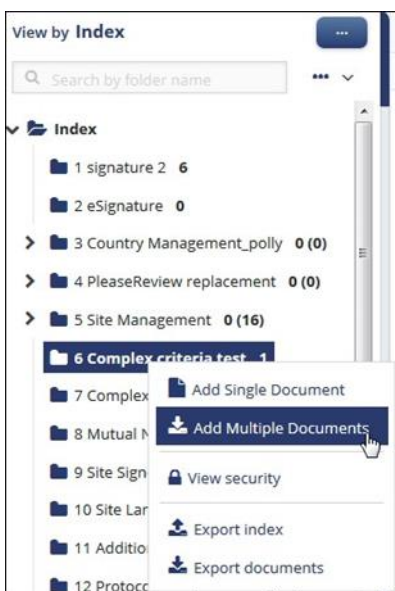 View by Index
...
Search by folder name
Index
1 signature 2 6
2 eSignature 0
3 Country Management_polly 0 (0)
4 PleaseReview replacement 0 (0)
5 Site Management 0 (16)
6 Complex criteria test 1
Add Single Document
7 Complex
Add Multiple Documents
8 Mutual
9 Site Sign
View security
10 Site Lar
Export index
11 Additio
Export documents
12 Protoco